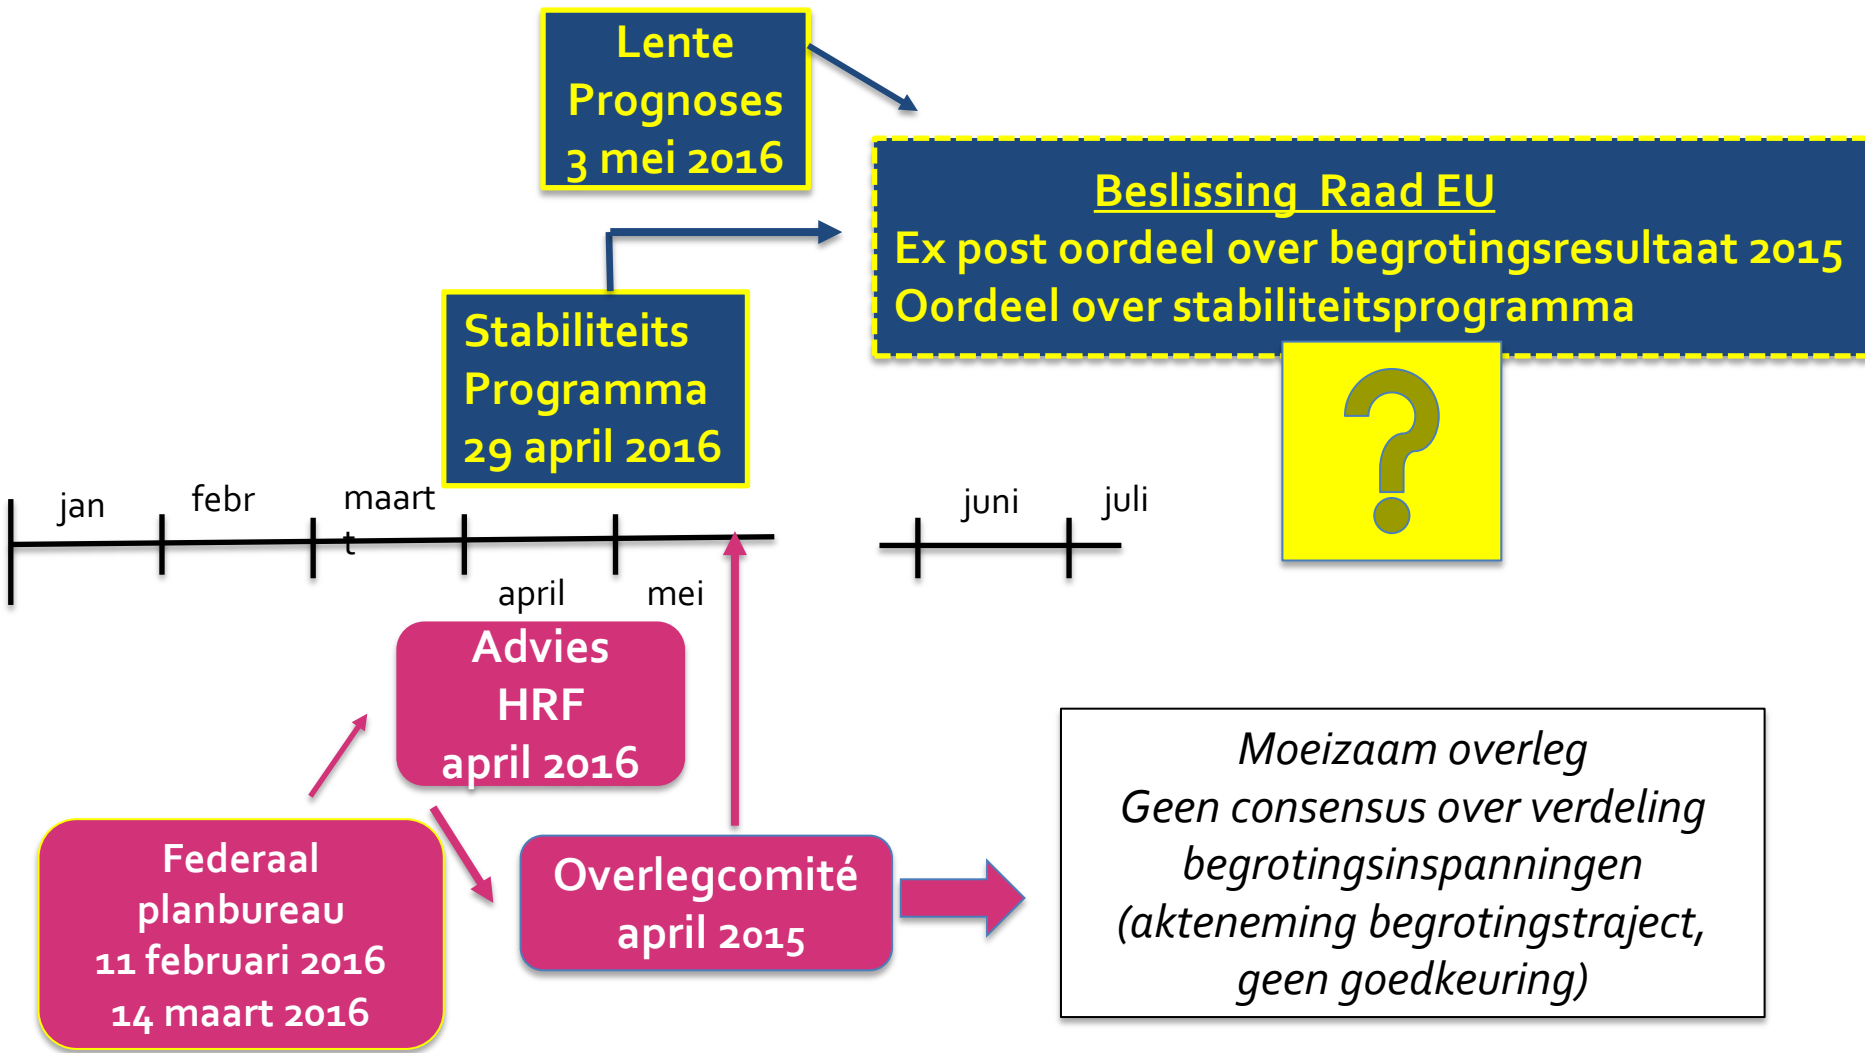 Lente
Prognoses
3 mei 2016
Beslissing Raad EU
Ex post oordeel over begrotingsresultaat 2015
Oordeel over stabiliteitsprogramma
Stabiliteits
Programma
29 april 2016
?
jan
febr
maart
t
april
mei
juni
juli
Advies
HRF
april 2016
Federaal
planbureau
11 februari 2016
14 maart 2016
Overlegcomité
april 2015
Moeizaam overleg
Geen consensus over verdeling
begrotingsinspanningen
(akteneming begrotingstraject,
geen goedkeuring)